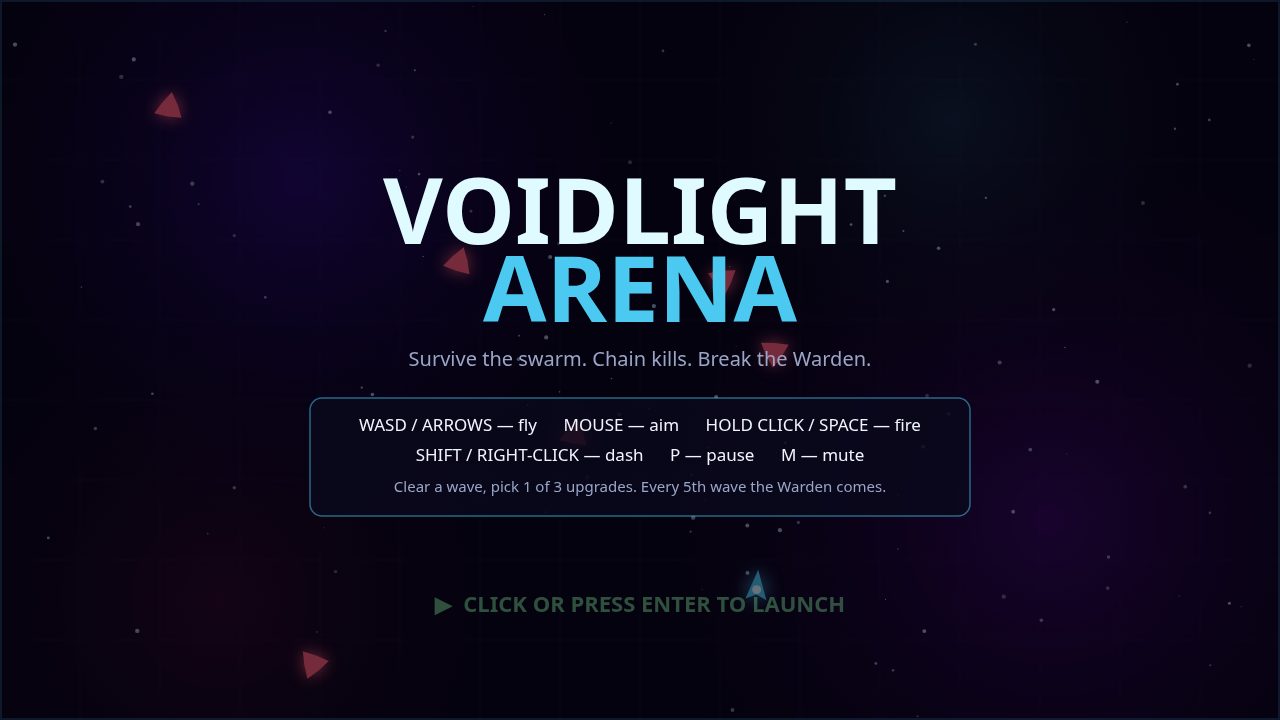 VOIDLIGHT
ARENA
Survive the swarm. Chain kills. Break the Warden.
WASD / ARROWS — fly MOUSE — aim HOLD CLICK / SPACE — fire
SHIFT / RIGHT-CLICK — dash P — pause M — mute
Clear a wave, pick 1 of 3 upgrades. Every 5th wave the Warden comes.
▶ CLICK OR PRESS ENTER TO LAUNCH